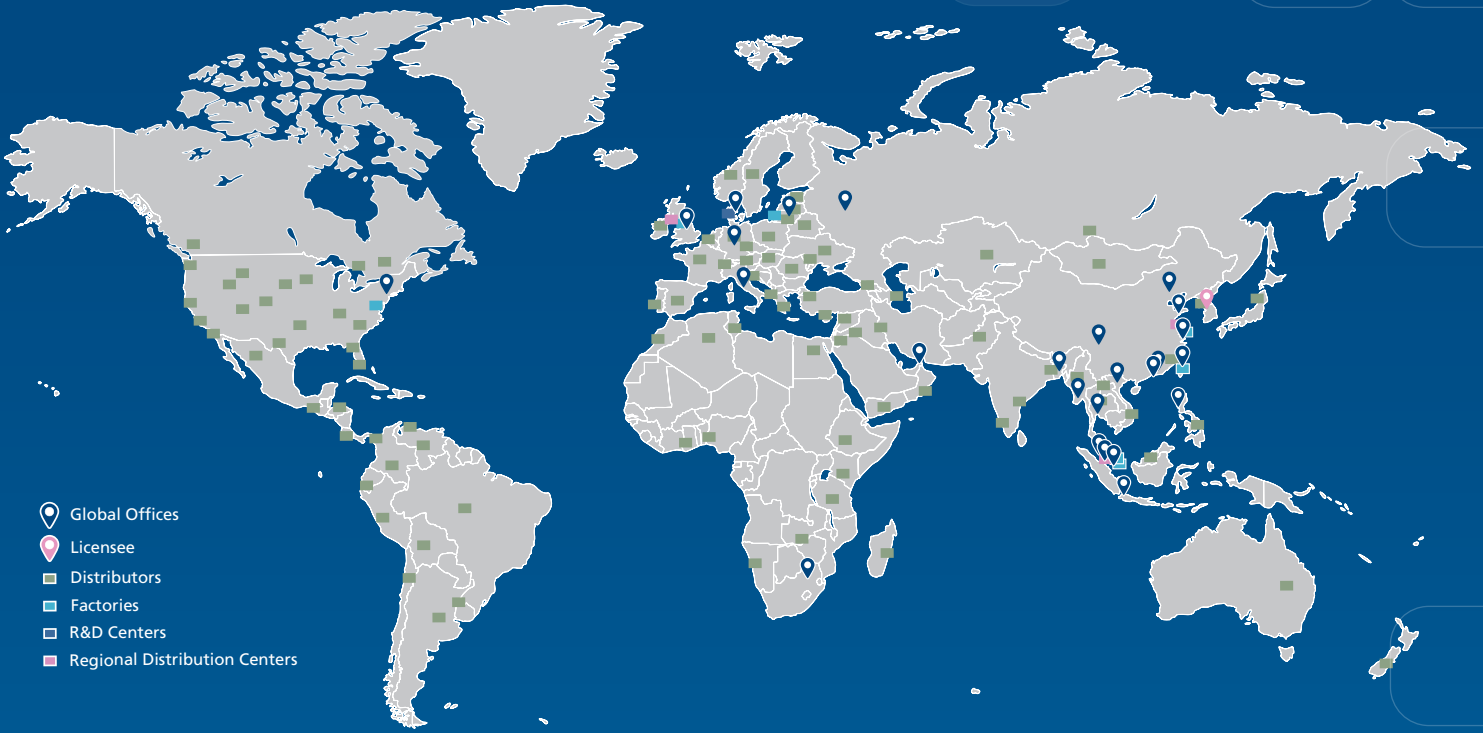 Global Offices
Licensee
Distributors
Factories
R&D Centers
Regional Distribution Centers